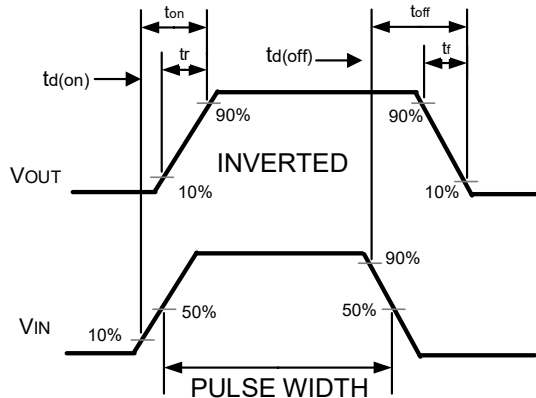 ton
toff
td(on)
tr
td(off)
tf
90%
90%
INVERTED
VOUT
10%
10%
90%
50%
50%
VIN
10%
PULSE WIDTH